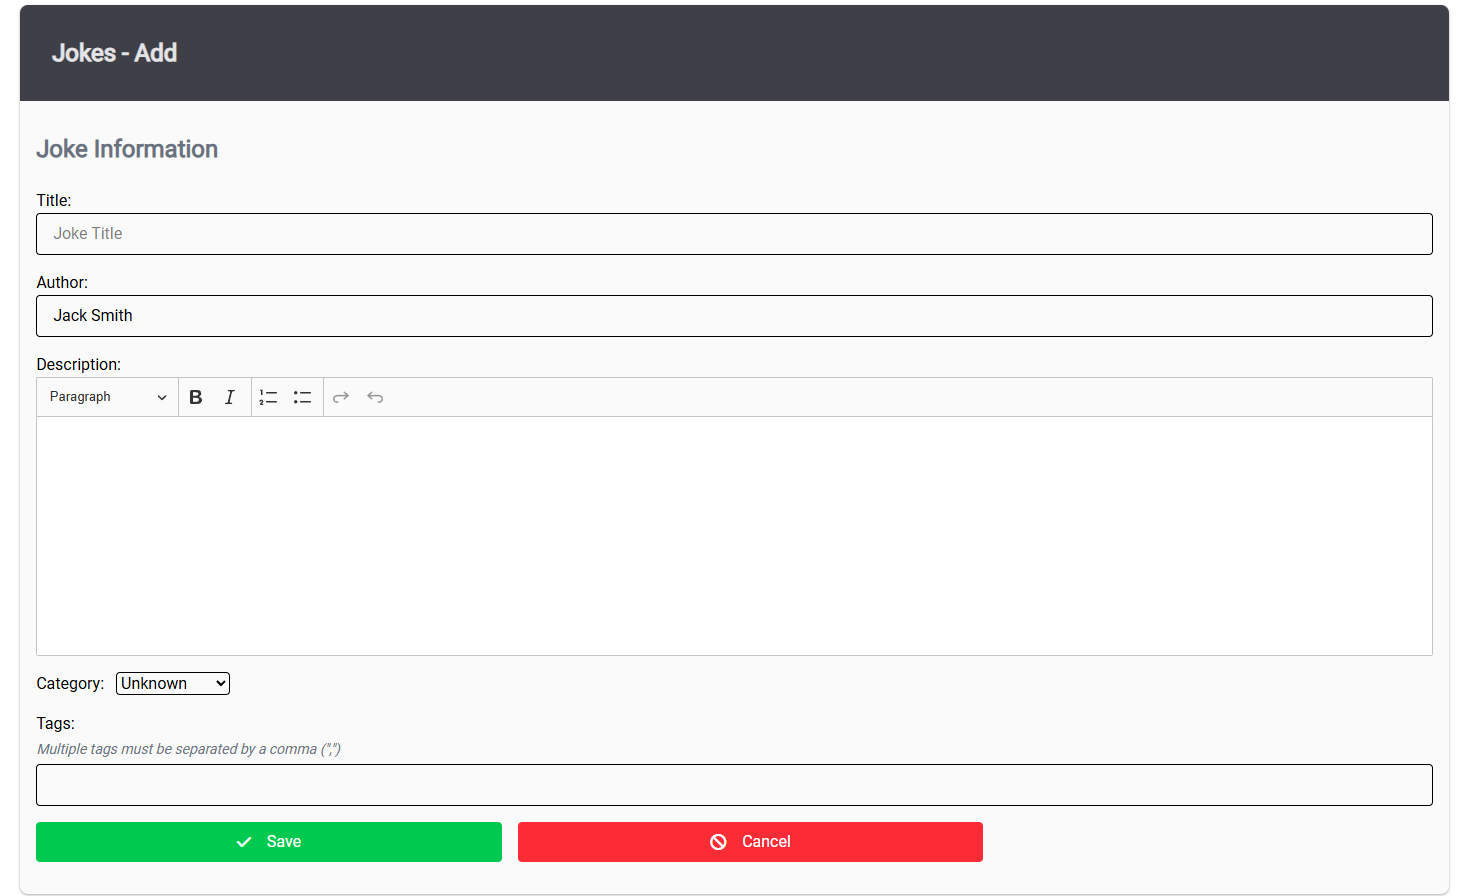 Jokes - Add
Joke Information
Title:
Joke Title
Author:
Jack Smith
Description:
Paragraph
Category: Unknown
Tags:
Multiple tags must be separated by a comma (",")
Save Cancel